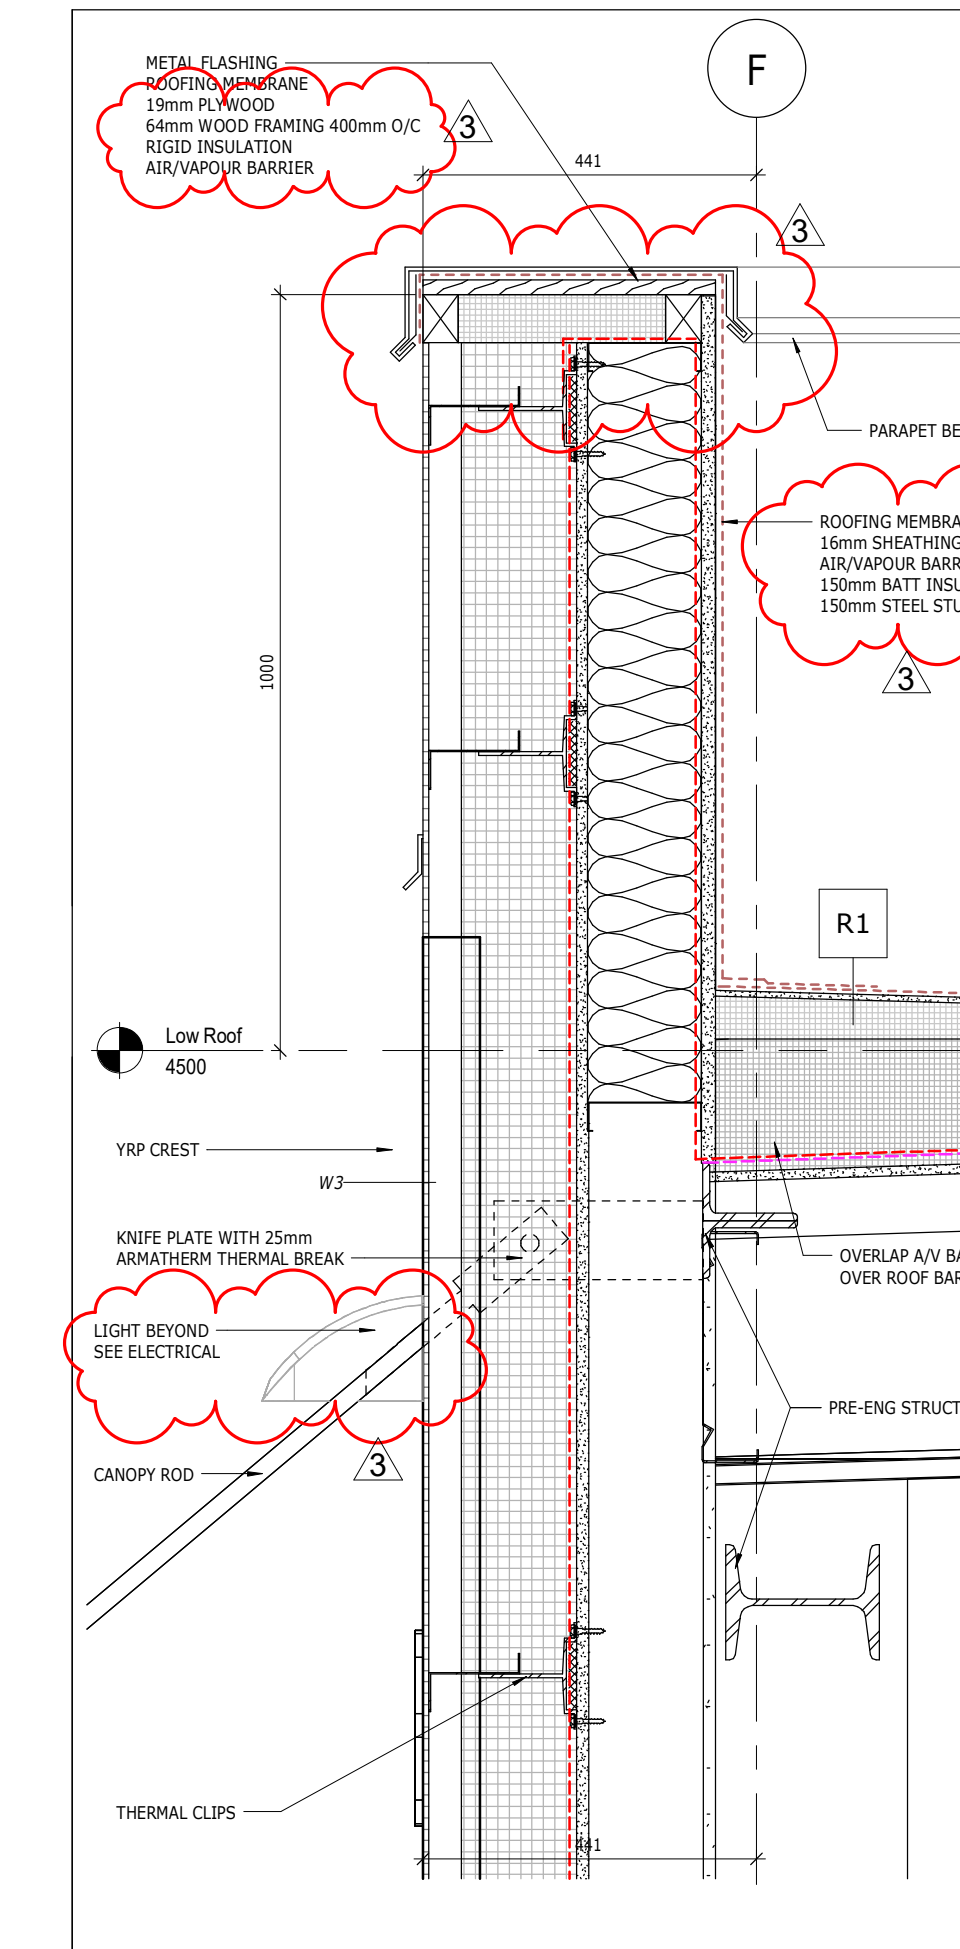 METAL FLASHING
ROOFING MEMBRANE
19mm PLYWOOD
64mm WOOD FRAMING 400mm O/C
RIGID INSULATION
AIR/VAPOUR BARRIER
3
F
441
3
PARAPET BE
ROOFING MEMBRA
16mm SHEATHING
AIR/VAPOUR BARR
150mm BATT INSU
150mm STEEL STU
3
1000
R1
Low Roof
4500
YRP CREST
W3
KNIFE PLATE WITH 25mm
ARMATHERM THERMAL BREAK
OVERLAP A/V BA
OVER ROOF BAR
LIGHT BEYOND
SEE ELECTRICAL
PRE-ENG STRUCT
3
CANOPY ROD
THERMAL CLIPS
441